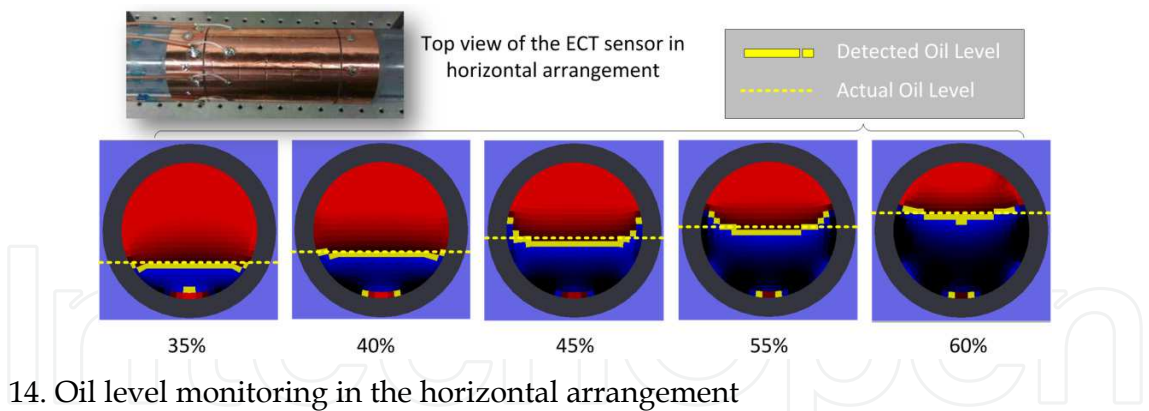 Top view of the ECT sensor in
horizontal arrangement
Detected Oil Level
Actual Oil Level
35%
40%
45%
55%
60%
14. Oil level monitoring in the horizontal arrangement